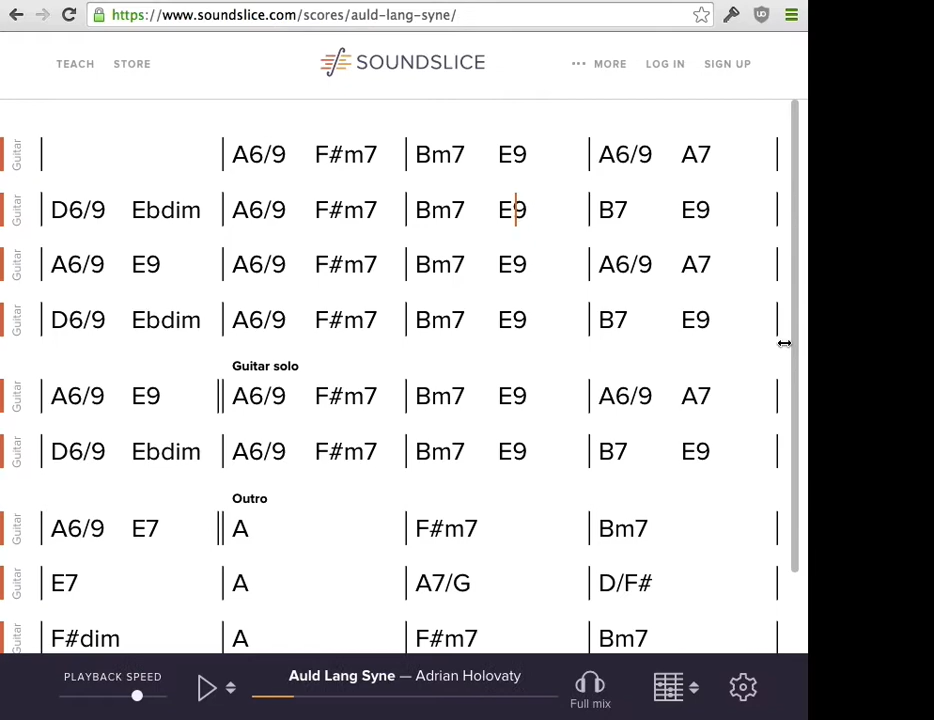 https://www.soundslice.com/scores/auld-lang-syne/
TEACH STORE SOUNDSLICE ••• MORE LOG IN SIGN UP
Guitar A6/9 F#m7 Bm7 E9 A6/9 A7
Guitar D6/9 Ebdim A6/9 F#m7 Bm7 E9 B7 E9
Guitar A6/9 E9 A6/9 F#m7 Bm7 E9 A6/9 A7
Guitar D6/9 Ebdim A6/9 F#m7 Bm7 E9 B7 E9
Guitar solo
Guitar A6/9 E9 A6/9 F#m7 Bm7 E9 A6/9 A7
Guitar D6/9 Ebdim A6/9 F#m7 Bm7 E9 B7 E9
Outro
Guitar A6/9 E7 A F#m7 Bm7
Guitar E7 A A7/G D/F#
Guitar F#dim A F#m7 Bm7
PLAYBACK SPEED
Auld Lang Syne — Adrian Holovaty
Full mix